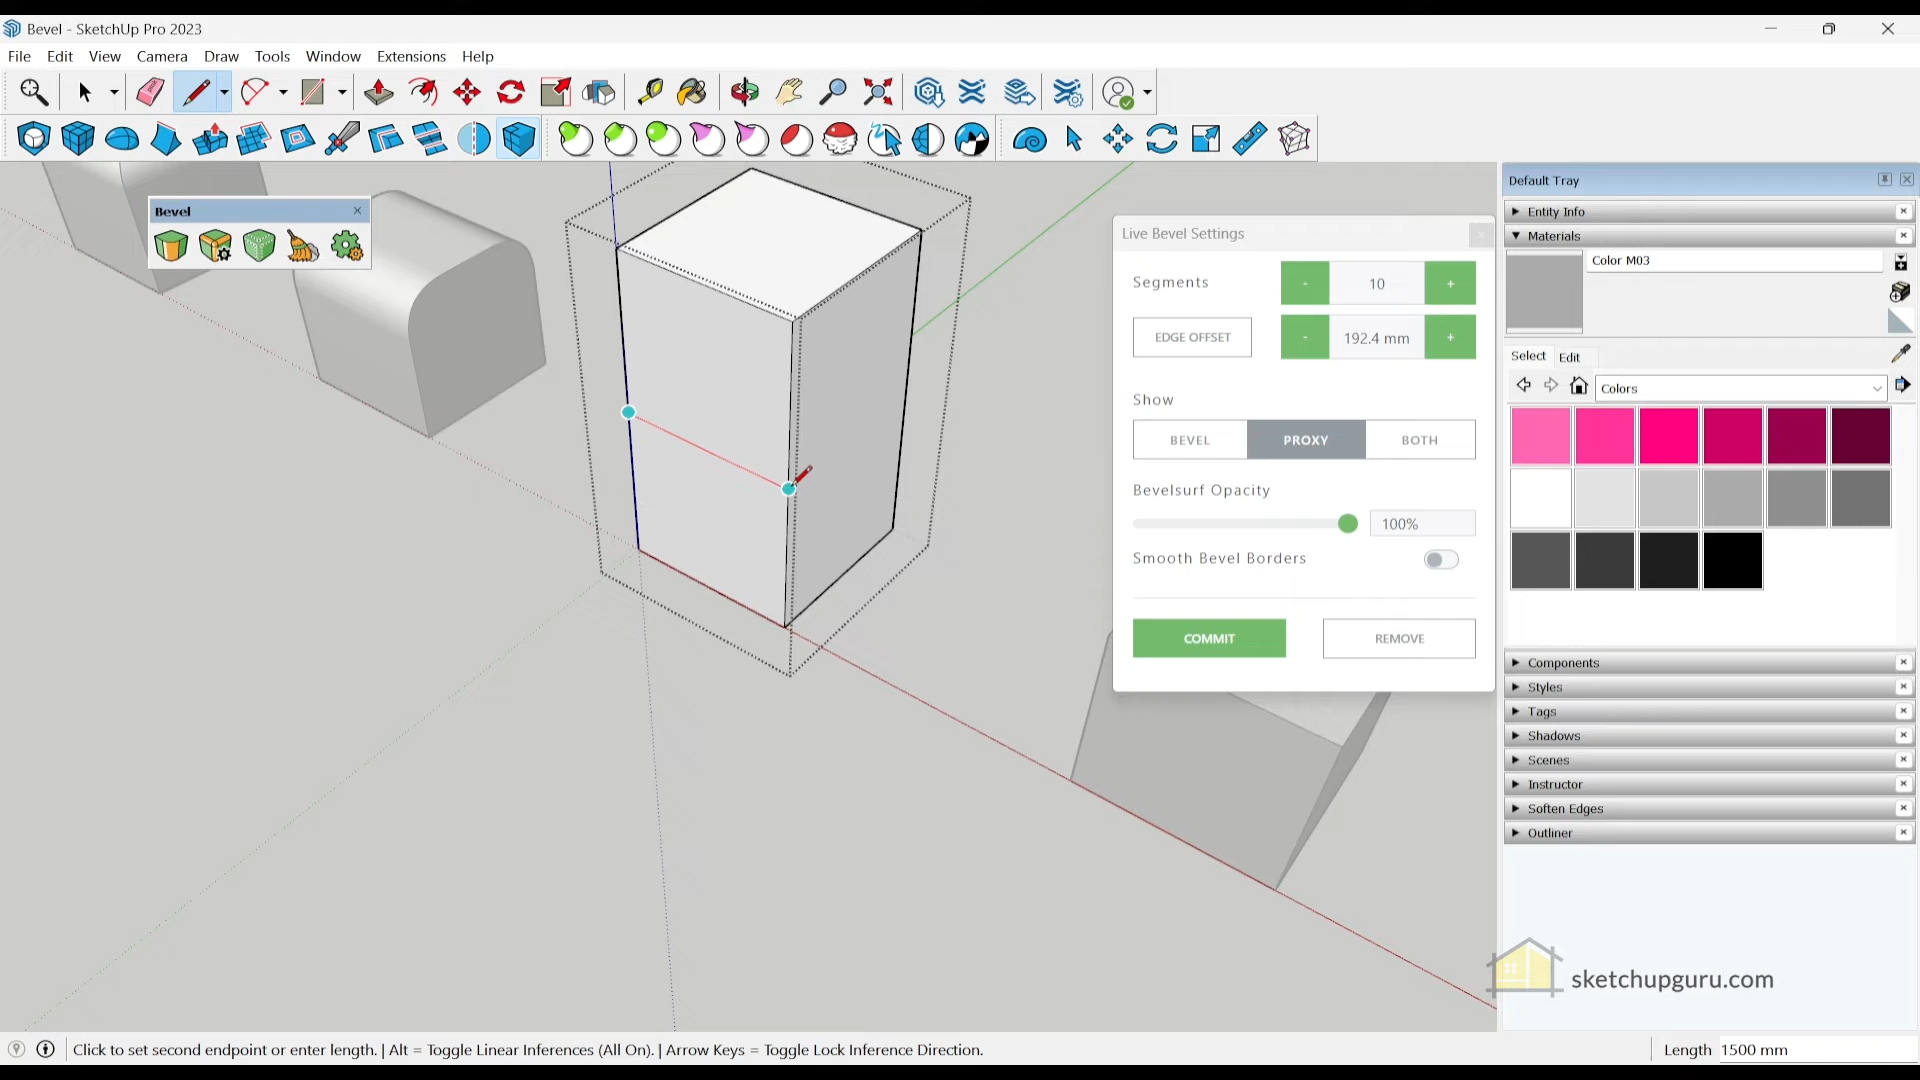 Bevel - SketchUp Pro 2023
File Edit View Camera Draw Tools Window Extensions Help
Default Tray
Bevel
Entity Info
Live Bevel Settings
Materials
Color M03
Segments - 10 +
EDGE OFFSET - 192.4 mm +
Select Edit
Colors
Show
BEVEL PROXY BOTH
Bevelsurf Opacity
100%
Smooth Bevel Borders
COMMIT REMOVE
Components
Styles
Tags
Shadows
Scenes
Instructor
Soften Edges
Outliner
sketchupguru.com
Click to set second endpoint or enter length. | Alt = Toggle Linear Inferences (All On). | Arrow Keys = Toggle Lock Inference Direction. Length 1500 mm